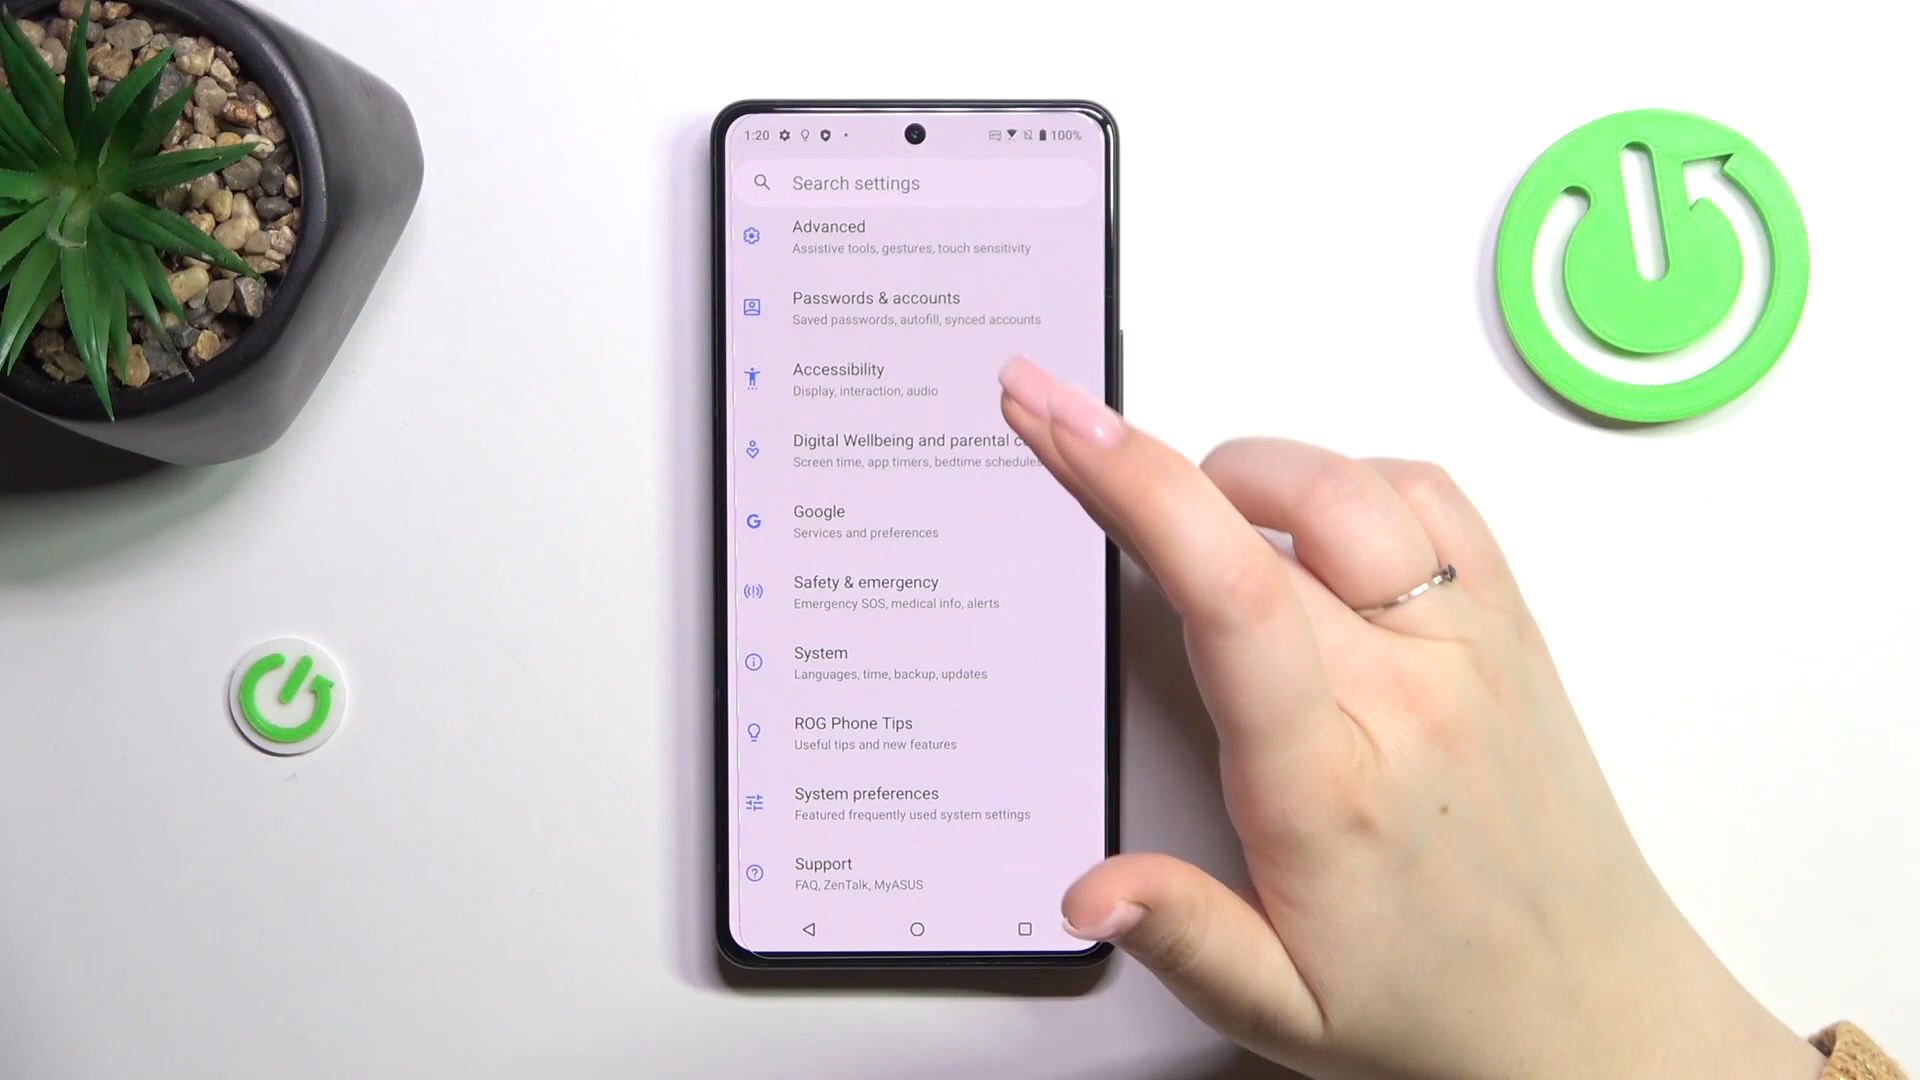 1:20
100%
Search settings
Advanced
Assistive tools, gestures, touch sensitivity
Passwords & accounts
Saved passwords, autofill, synced accounts
Accessibility
Display, interaction, audio
Digital Wellbeing and parental
Screen time, app timers, bedtime schedules
Google
Services and preferences
Safety & emergency
Emergency SOS, medical info, alerts
System
Languages, time, backup, updates
ROG Phone Tips
Useful tips and new features
System preferences
Featured frequently used system settings
Support
FAQ, ZenTalk, MyASUS